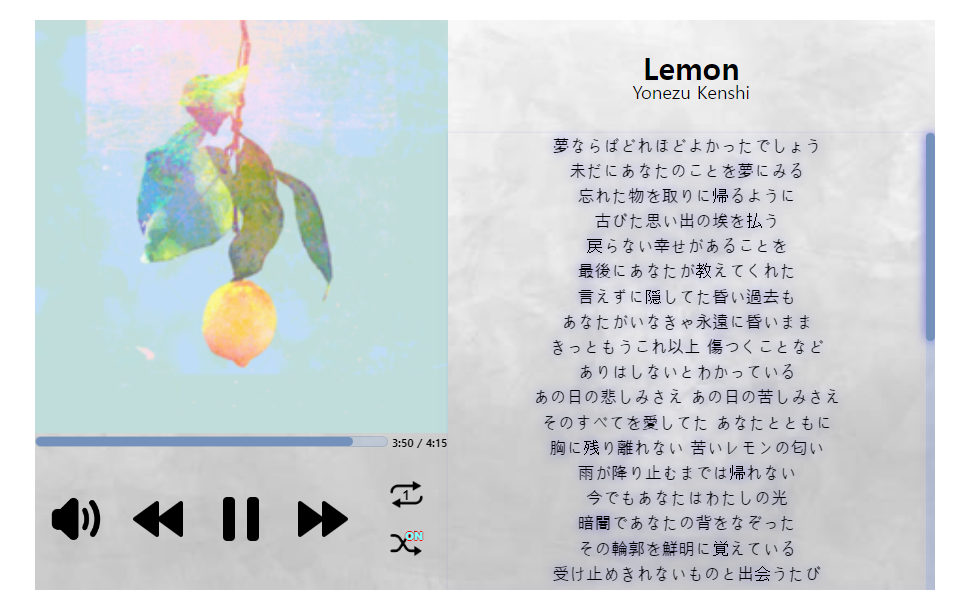 Lemon
Yonezu Kenshi
夢ならばどれほどよかったでしょう
未だにあなたのことを夢にみる
忘れた物を取りに帰るように
古びた思い出の埃を払う
戻らない幸せがあることを
最後にあなたが教えてくれた
言えずに隠してた昏い過去も
あなたがいなきゃ永遠に昏いまま
きっともうこれ以上 傷つくことなど
ありはしないとわかっている
あの日の悲しみさえ あの日の苦しみさえ
そのすべてを愛してた あなたとともに
胸に残り離れない 苦いレモンの匂い
雨が降り止むまでは帰れない
今でもあなたはわたしの光
暗闇であなたの背をなぞった
その輪郭を鮮明に覚えている
受け止めきれないものと出会うたび
3:50 / 4:15
1
ON